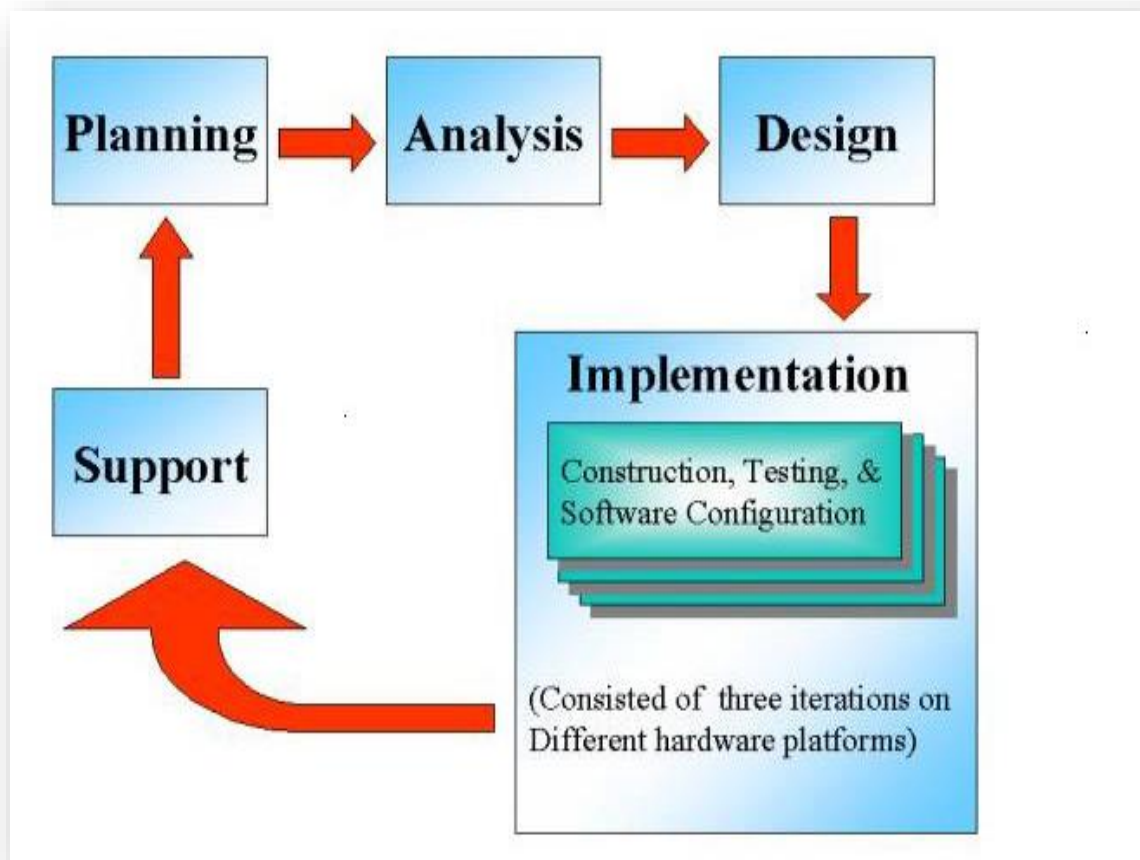 Planning
Analysis
Design
Support
Implementation
Construction, Testing, &
Software Configuration
(Consisted of three iterations on
Different hardware platforms)